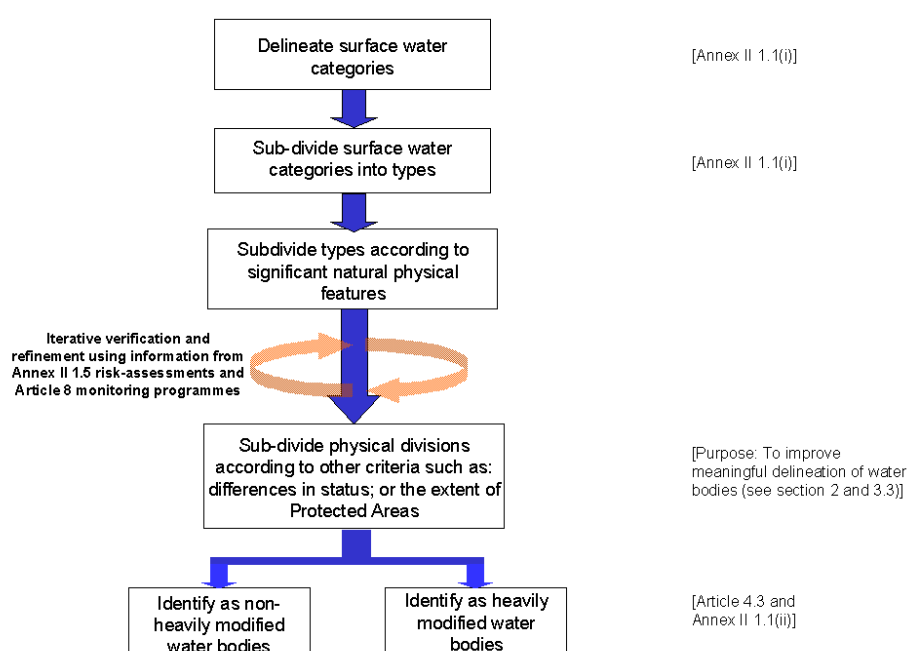 Delineate surface water
categories
[Annex II 1.1(i)]
Sub-divide surface water
categories into types
[Annex II 1.1(i)]
Subdivide types according to
significant natural physical
features
Iterative verification and
refinement using information from
Annex II 1.5 risk-assessments and
Article 8 monitoring programmes
Sub-divide physical divisions
according to other criteria such as:
differences in status; or the extent of
Protected Areas
[Purpose: To improve
meaningful delineation of water
bodies (see section 2 and 3.3)]
Identify as non-
heavily modified
water bodies
Identify as heavily
modified water
bodies
[Article 4.3 and
Annex II 1.1(ii)]